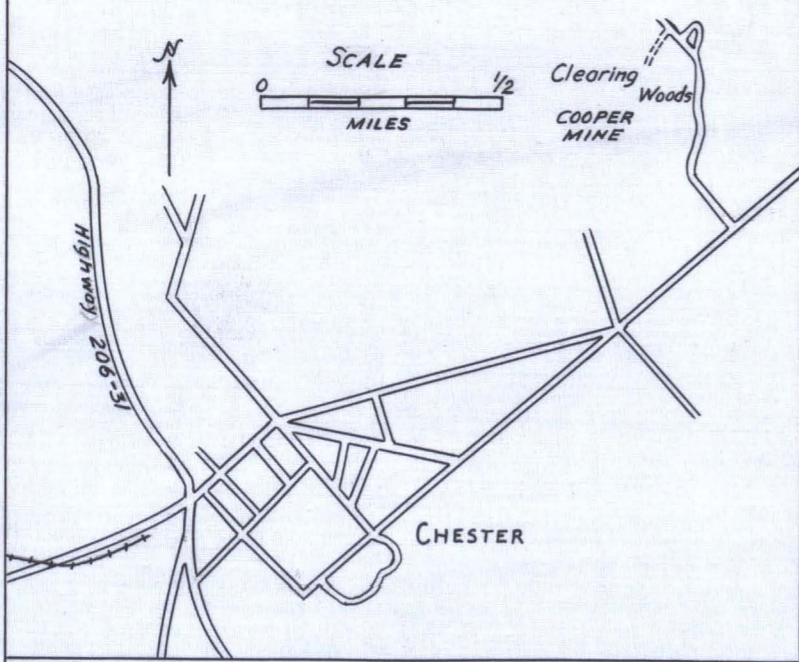 N
SCALE
0 1/2
MILES
Clearing
Woods
COOPER
MINE
Highway 206-31
CHESTER